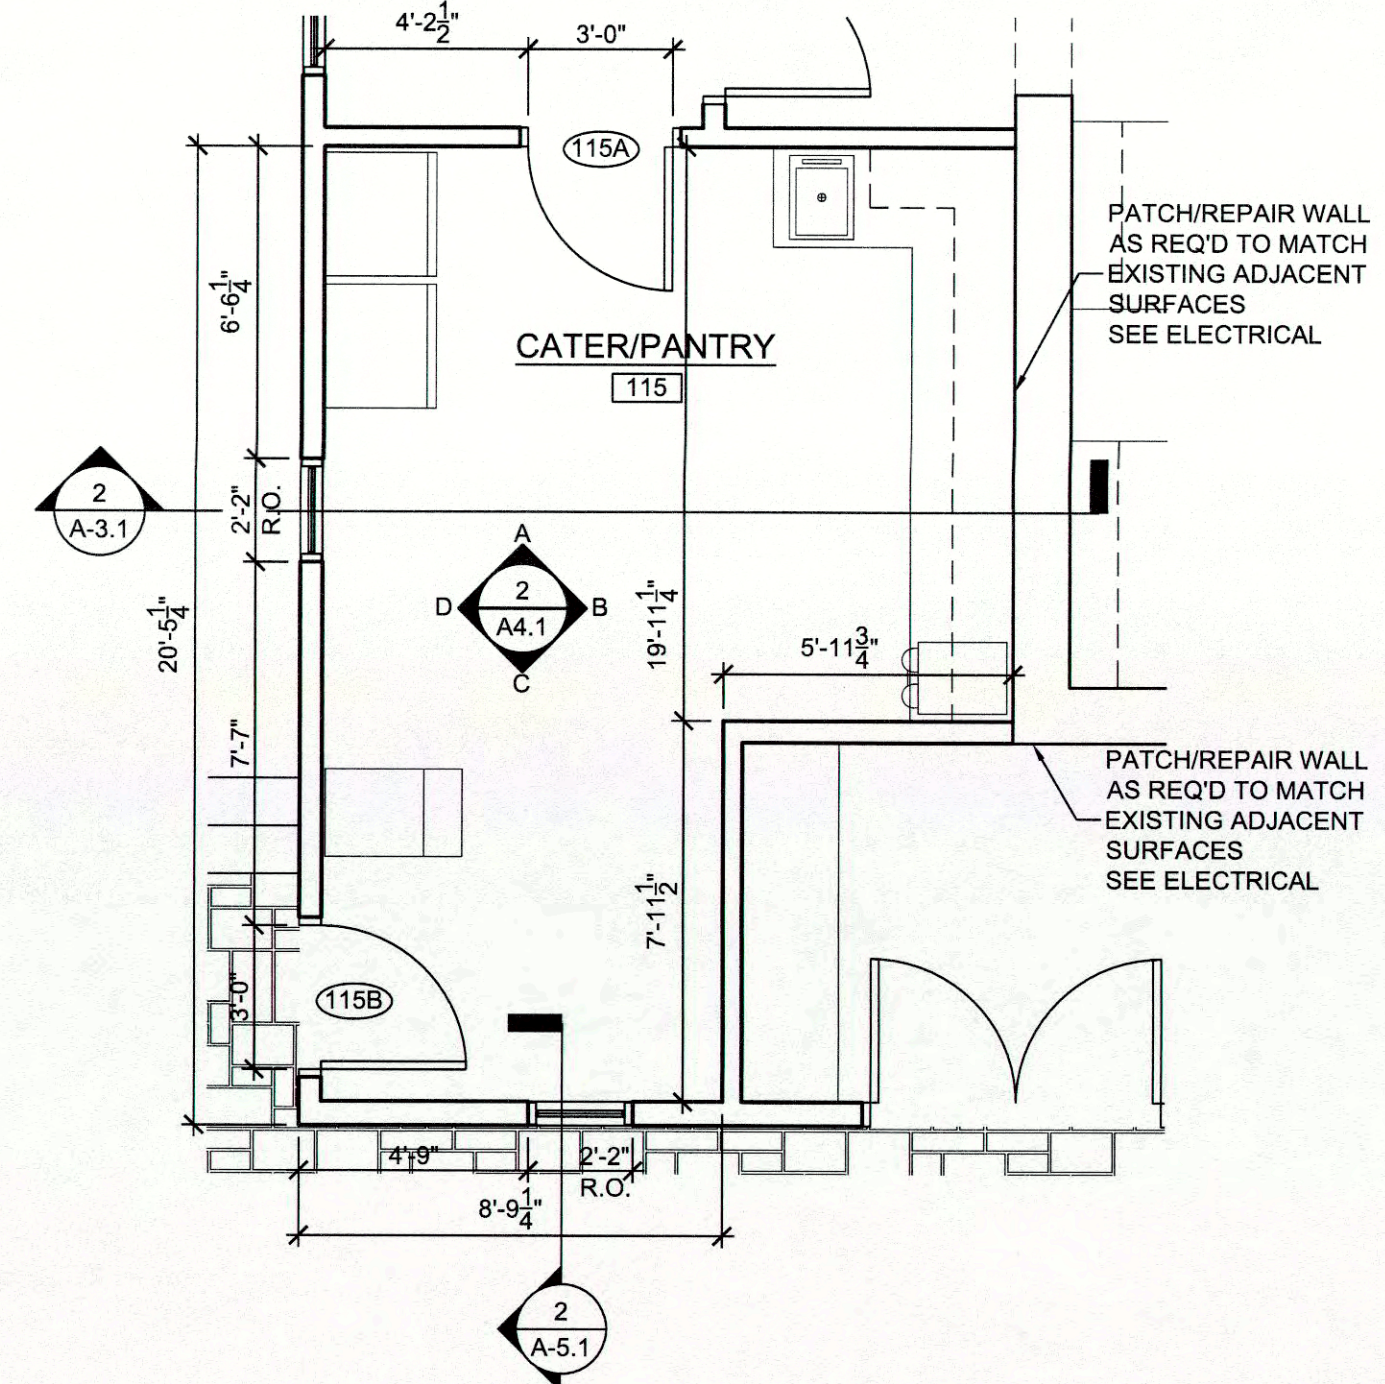 4'-2 1/2"
3'-0"
115A
PATCH/REPAIR WALL
AS REQ'D TO MATCH
EXISTING ADJACENT
SURFACES
SEE ELECTRICAL
6'-6 1/4"
CATER/PANTRY
115
2
A-3.1
2'-2"
R.O.
A
D
2
A4.1
B
C
20'-5 1/4"
19'-11 1/4"
5'-11 3/4"
7'-7"
PATCH/REPAIR WALL
AS REQ'D TO MATCH
EXISTING ADJACENT
SURFACES
SEE ELECTRICAL
7'-11 1/2"
3'-0"
115B
4'-9"
2'-2"
R.O.
8'-9 1/4"
2
A-5.1